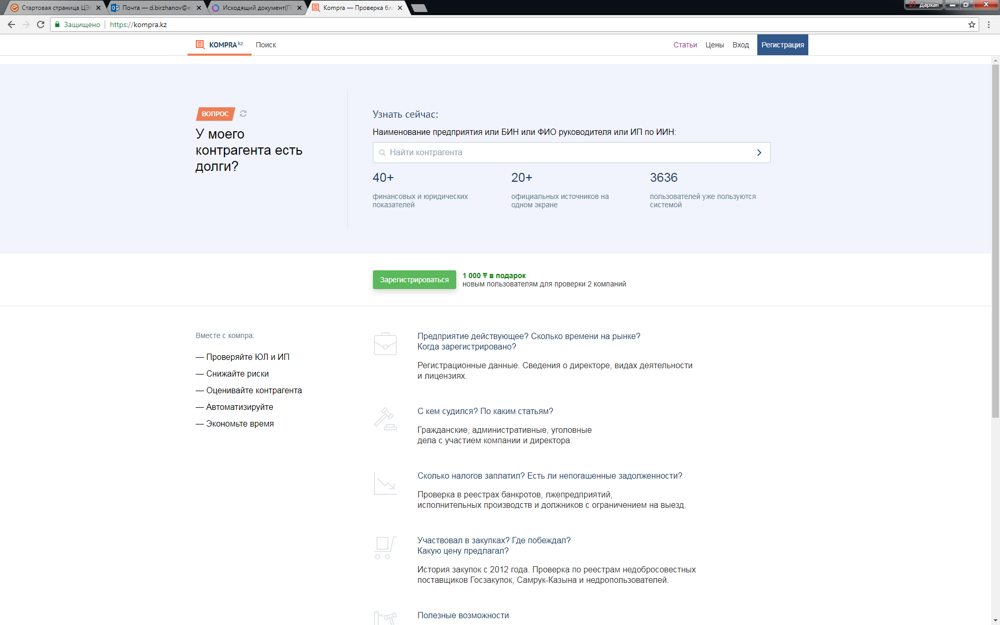 Стартовая страница ЦЭ
Почта — d.birzhanov@e
Исходящий документ(П
Kompra — Проверка бл
Дархан
Защищено
https://kompra.kz
KOMPRA kz
Поиск
Статьи
Цены
Вход
Регистрация
ВОПРОС
У моего
контрагента есть
долги?
Узнать сейчас:
Наименование предприятия или БИН или ФИО руководителя или ИП по ИИН:
Найти контрагента
40+
финансовых и юридических
показателей
20+
официальных источников на
одном экране
3636
пользователей уже пользуются
системой
Зарегистрироваться
1 000 ₸ в подарок
новым пользователям для проверки 2 компаний
Вместе с компра:
— Проверяйте ЮЛ и ИП
— Снижайте риски
— Оценивайте контрагента
— Автоматизируйте
— Экономьте время
Предприятие действующее? Сколько времени на рынке?
Когда зарегистрировано?
Регистрационные данные. Сведения о директоре, видах деятельности
и лицензиях.
С кем судился? По каким статьям?
Гражданские, административные, уголовные
дела с участием компании и директора.
Сколько налогов заплатил? Есть ли непогашенные задолженности?
Проверка в реестрах банкротов, лжепредприятий,
исполнительных производств и должников с ограничением на выезд.
Участвовал в закупках? Где побеждал?
Какую цену предлагал?
История закупок с 2012 года. Проверка по реестрам недобросовестных
поставщиков Госзакупок, Самрук-Казына и недропользователей.
Полезные возможности